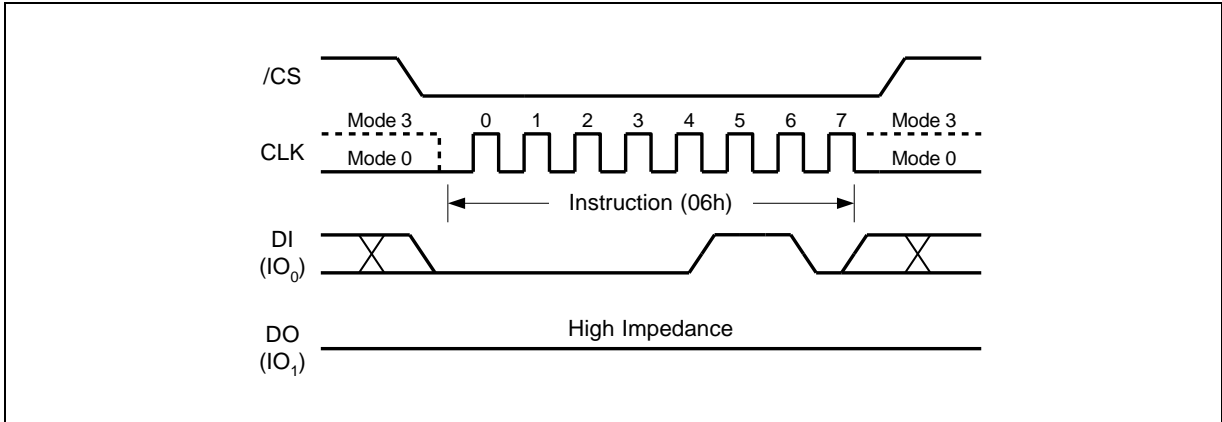 /CS
Mode 3 0 1 2 3 4 5 6 7 Mode 3
CLK
Mode 0 Mode 0
Instruction (06h)
DI
(IO₀)
High Impedance
DO
(IO₁)